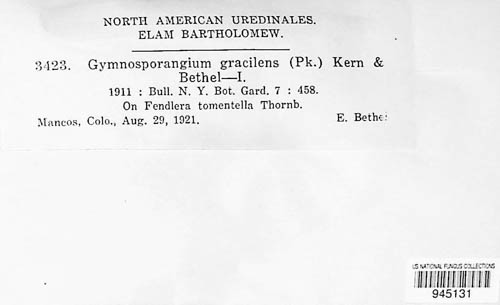 NORTH AMERICAN UREDINALES.
ELAM BARTHOLOMEW.
3423. Gymnosporangium gracilens (Pk.) Kern &
Bethel—I.
1911 : Bull. N. Y. Bot. Gard. 7 : 458.
On Fendlera tomentella Thornb.
Mancos, Colo., Aug. 29, 1921. E. Bethe
US NATIONAL FUNGUS COLLECTIONS
945131